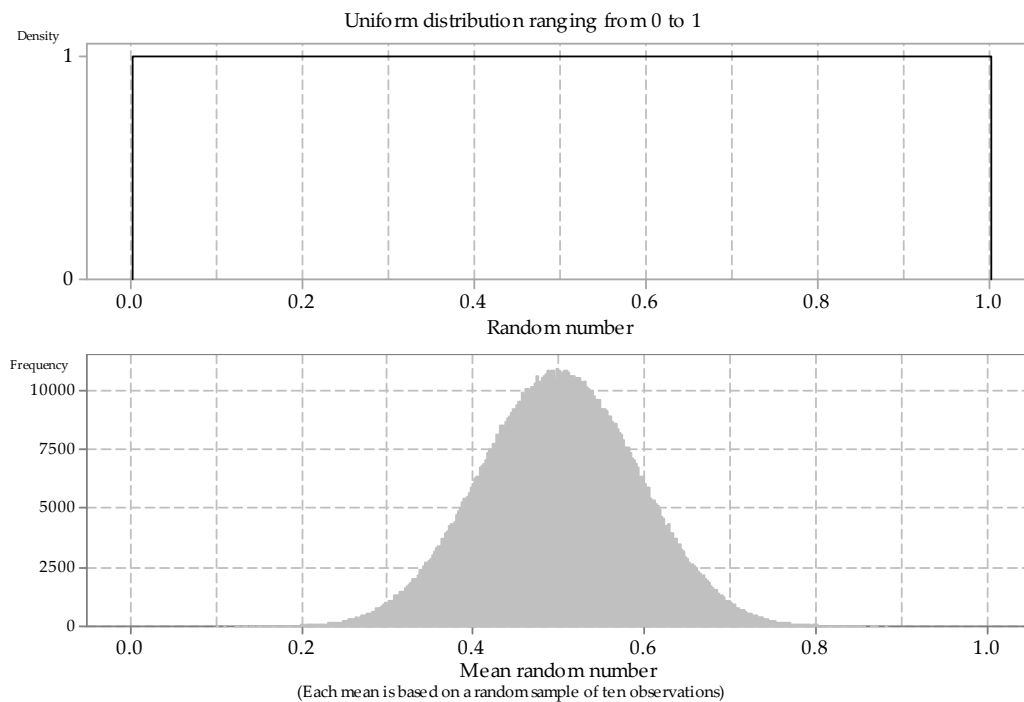 Uniform distribution ranging from 0 to 1
Density
1
0
0.0 0.2 0.4 0.6 0.8 1.0
Random number
Frequency
10000
7500
5000
2500
0
0.0 0.2 0.4 0.6 0.8 1.0
Mean random number
(Each mean is based on a random sample of ten observations)